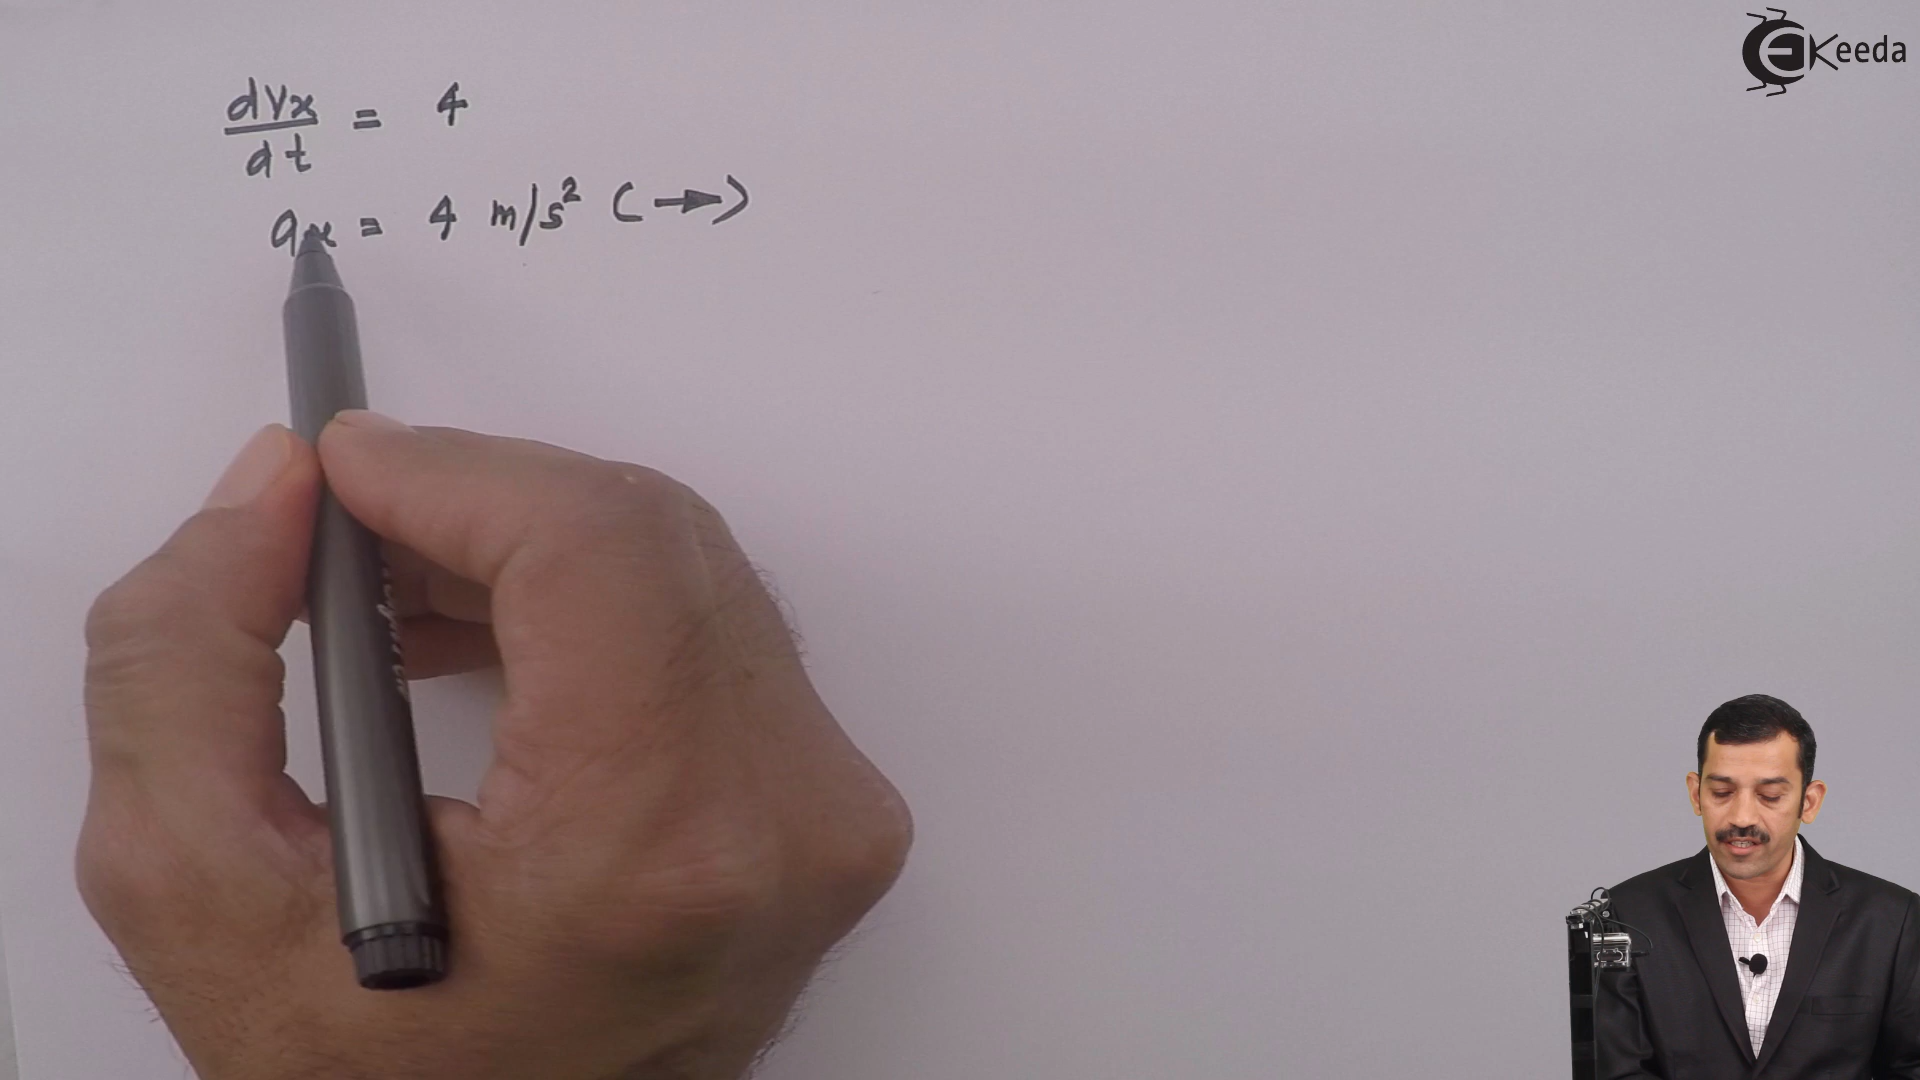 dVx/dt = 4
ax = 4 m/s² (→)
EKeeda